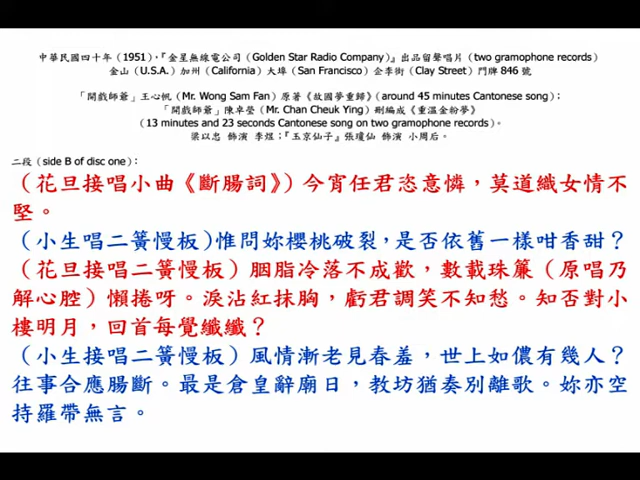 中華民國四十年（1951），『金星無線電公司（Golden Star Radio Company）』出品留聲唱片（two gramophone records）
金山（U.S.A.）加州（California）大埠（San Francisco）企李街（Clay Street）門牌 846 號
「開戲師爺」王心帆（Mr. Wong Sam Fan）原著《故國夢重歸》（around 45 minutes Cantonese song）；
「開戲師爺」陳卓瑩（Mr. Chan Cheuk Ying）刪編成《重溫金粉夢》
（13 minutes and 23 seconds Cantonese song on two gramophone records）。
梁以忠 飾演 李煜；『玉京仙子』張瓊仙 飾演 小周后。
二段（side B of disc one）：
（花旦接唱小曲《斷腸詞》）今宵任君恣意憐，莫道織女情不
堅。
（小生唱二簧慢板）惟問妳櫻桃破裂，是否依舊一樣咁香甜？
（花旦接唱二簧慢板）胭脂冷落不成歡，數載珠簾（原唱乃
解心腔）懶捲呀。淚沾紅抹胸，虧君調笑不知愁。知否對小
樓明月，回首每覺纖纖？
（小生接唱二簧慢板）風情漸老見春羞，世上如儂有幾人？
往事合應腸斷。最是倉皇辭廟日，教坊猶奏別離歌。妳亦空
持羅帶無言。